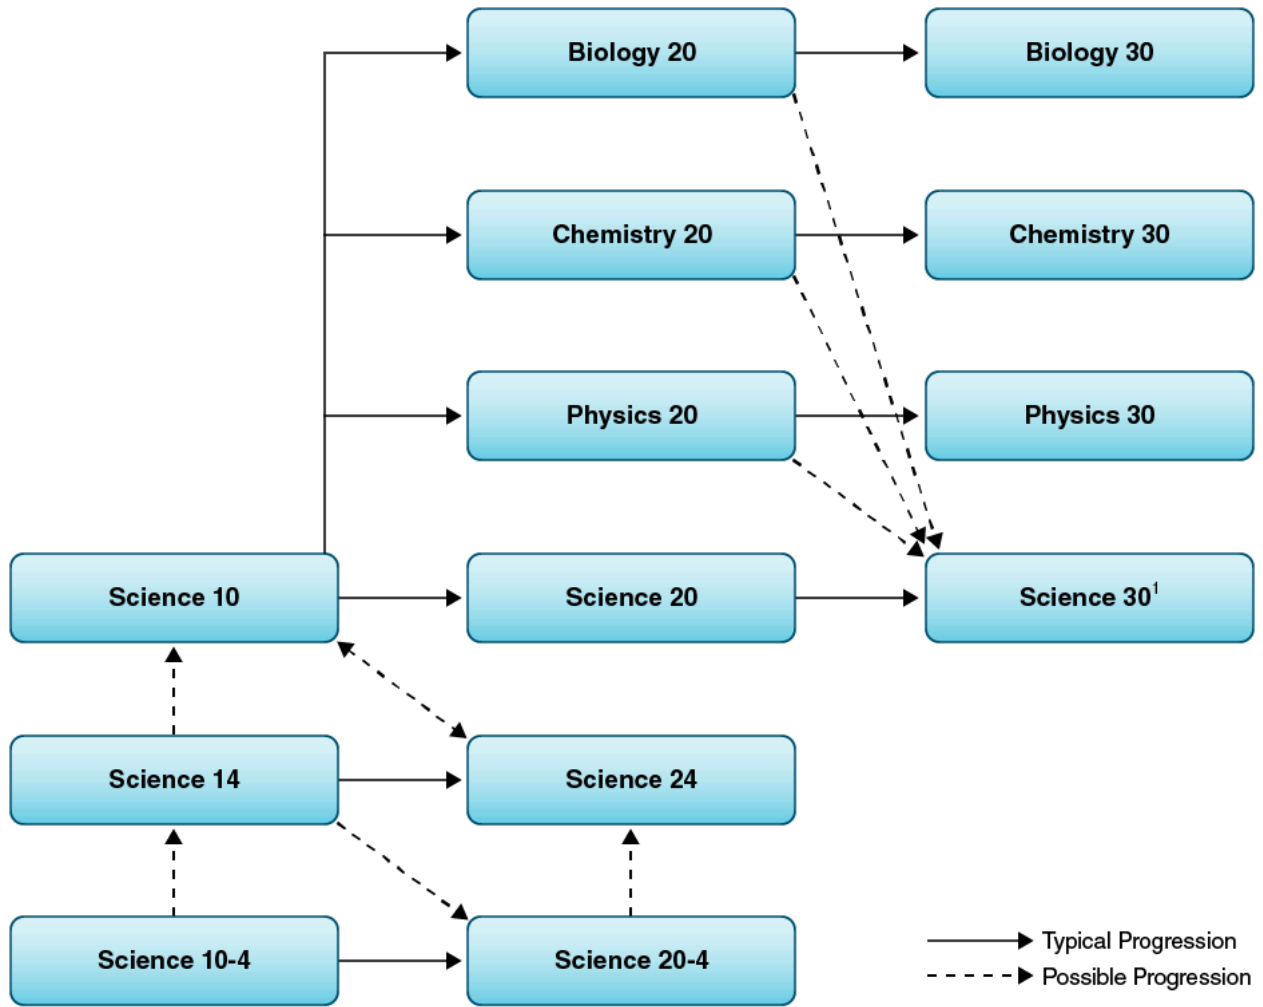 Biology 20
Biology 30
Chemistry 20
Chemistry 30
Physics 20
Physics 30
Science 10
Science 20
Science 30¹
Science 14
Science 24
Science 10-4
Science 20-4
Typical Progression
Possible Progression